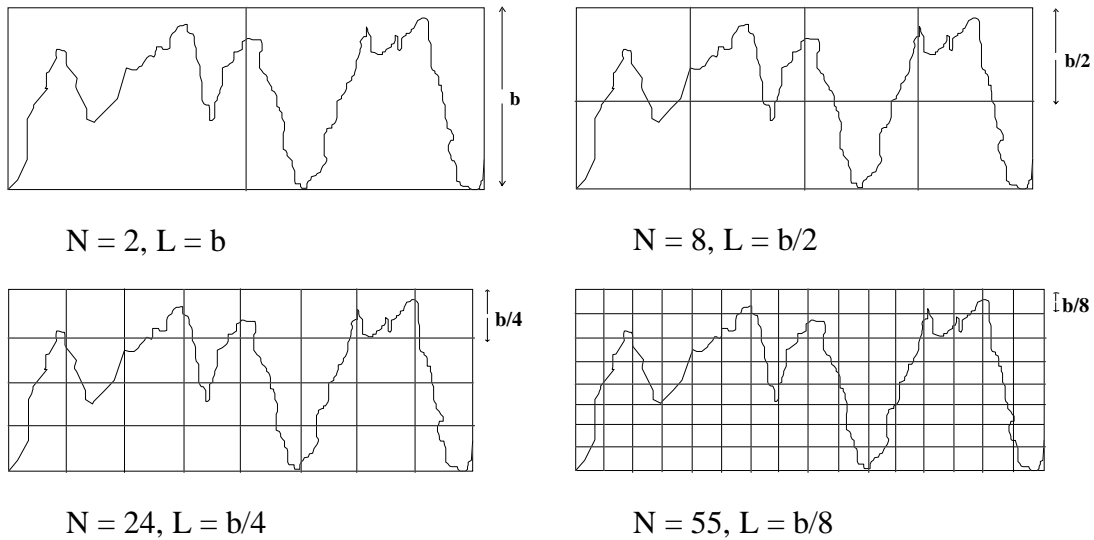 b
b/2
N = 2, L = b
N = 8, L = b/2
b/4
b/8
N = 24, L = b/4
N = 55, L = b/8